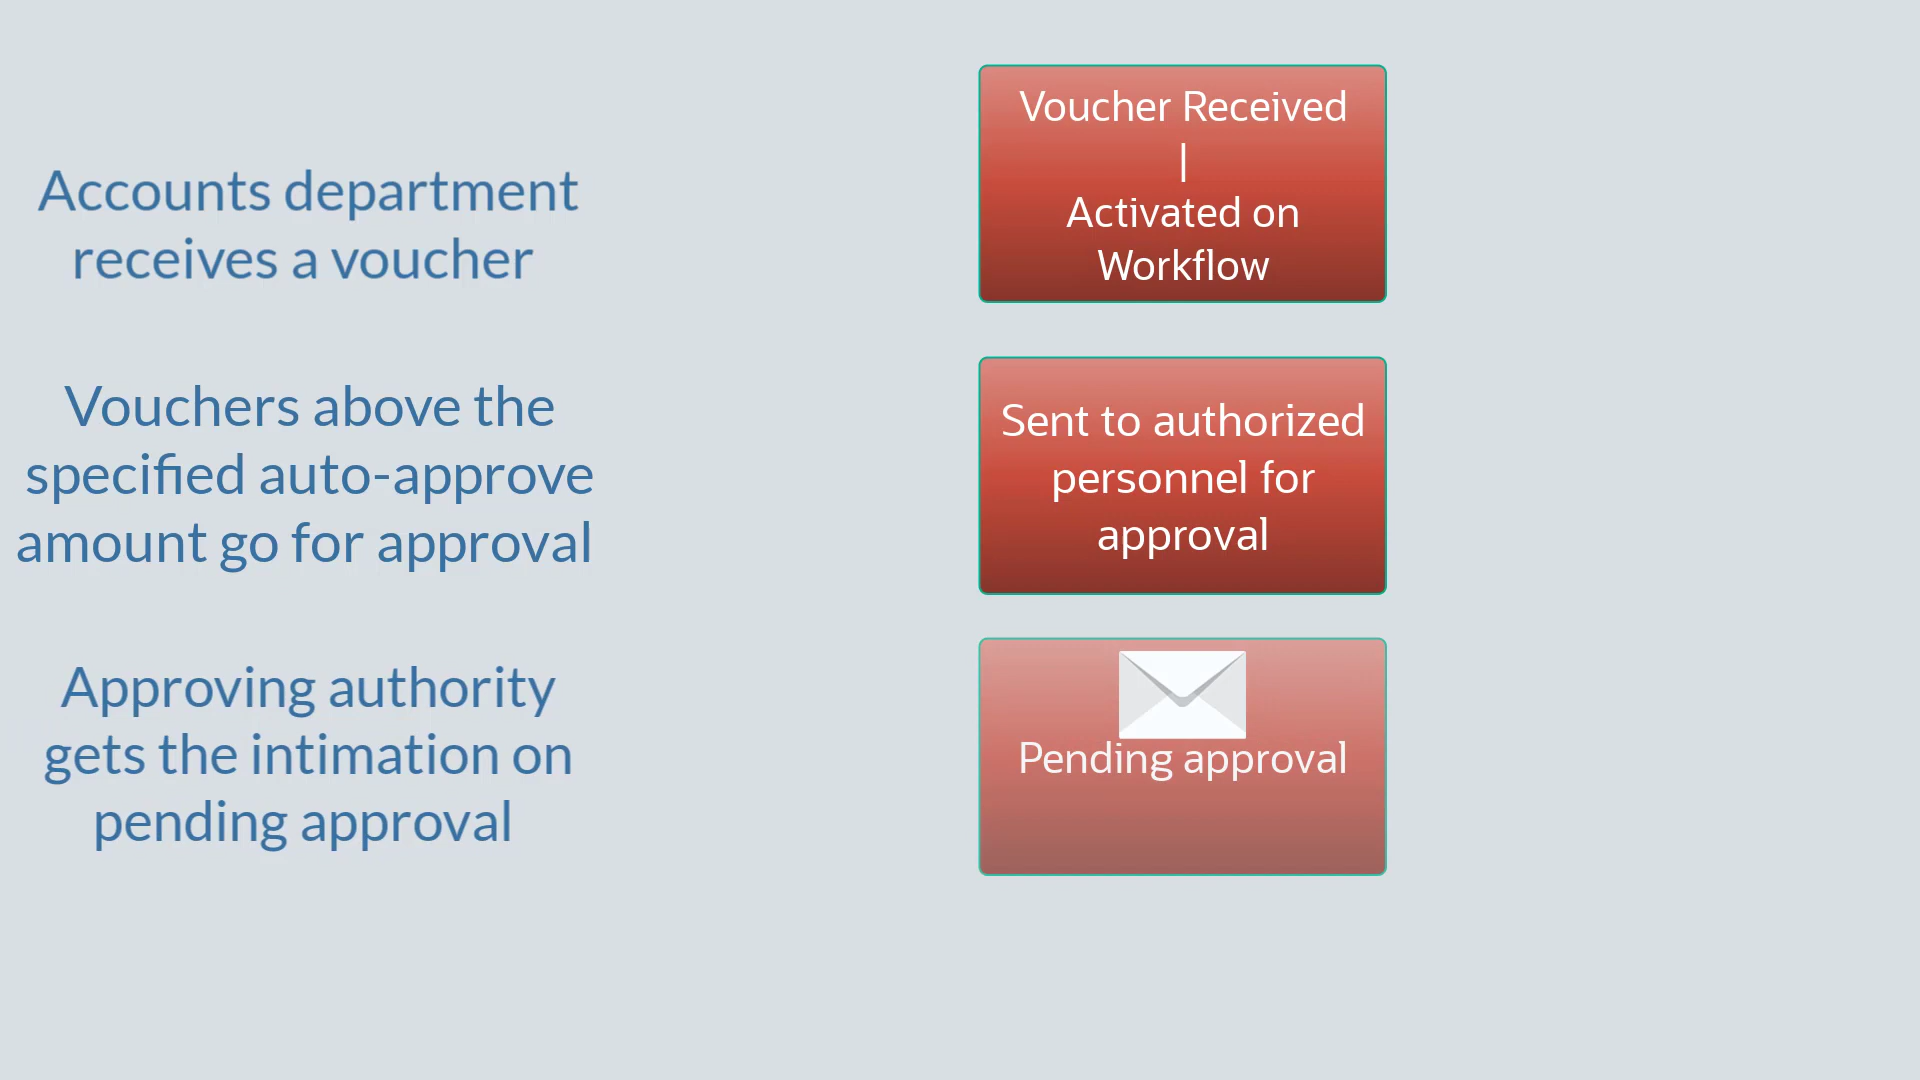 Accounts department
receives a voucher
Voucher Received
|
Activated on
Workflow
Vouchers above the
specified auto-approve
amount go for approval
Sent to authorized
personnel for
approval
Approving authority
gets the intimation on
pending approval
Pending approval